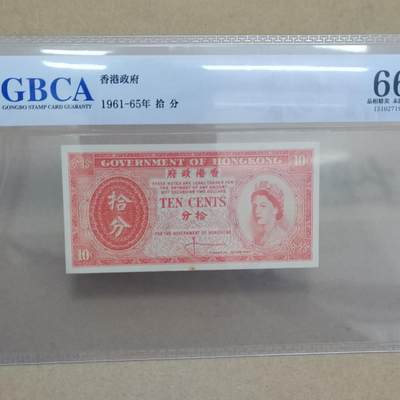 GBCA
GONGBO STAMP CARD GUARANTY
香港政府
1961-65年 拾 分
66
GOVERNMENT OF HONGKONG
府政港香
10
拾分
TEN CENTS
分拾
FOR THE GOVERNMENT OF HONGKONG
10